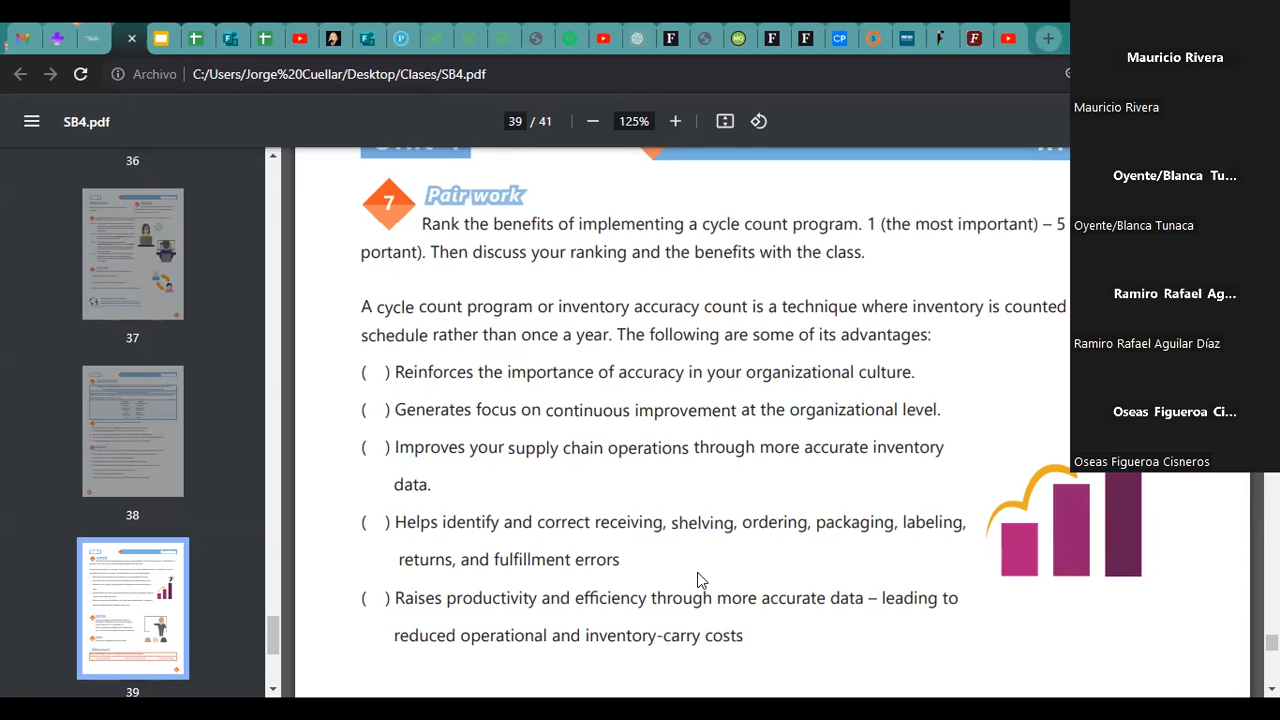 Mauricio Rivera
Archivo C:/Users/Jorge%20Cuellar/Desktop/Clases/SB4.pdf
Mauricio Rivera
SB4.pdf 39 / 41 125%
36
Oyente/Blanca Tu...
7 Pair work
Rank the benefits of implementing a cycle count program. 1 (the most important) – 5
Oyente/Blanca Tunaca
portant). Then discuss your ranking and the benefits with the class.
Ramiro Rafael Ag...
A cycle count program or inventory accuracy count is a technique where inventory is counted
37
schedule rather than once a year. The following are some of its advantages:
Ramiro Rafael Aguilar Díaz
( ) Reinforces the importance of accuracy in your organizational culture.
( ) Generates focus on continuous improvement at the organizational level.
Oseas Figueroa Ci...
( ) Improves your supply chain operations through more accurate inventory
Oseas Figueroa Cisneros
data.
38
( ) Helps identify and correct receiving, shelving, ordering, packaging, labeling,
returns, and fulfillment errors
( ) Raises productivity and efficiency through more accurate data – leading to
reduced operational and inventory-carry costs
39